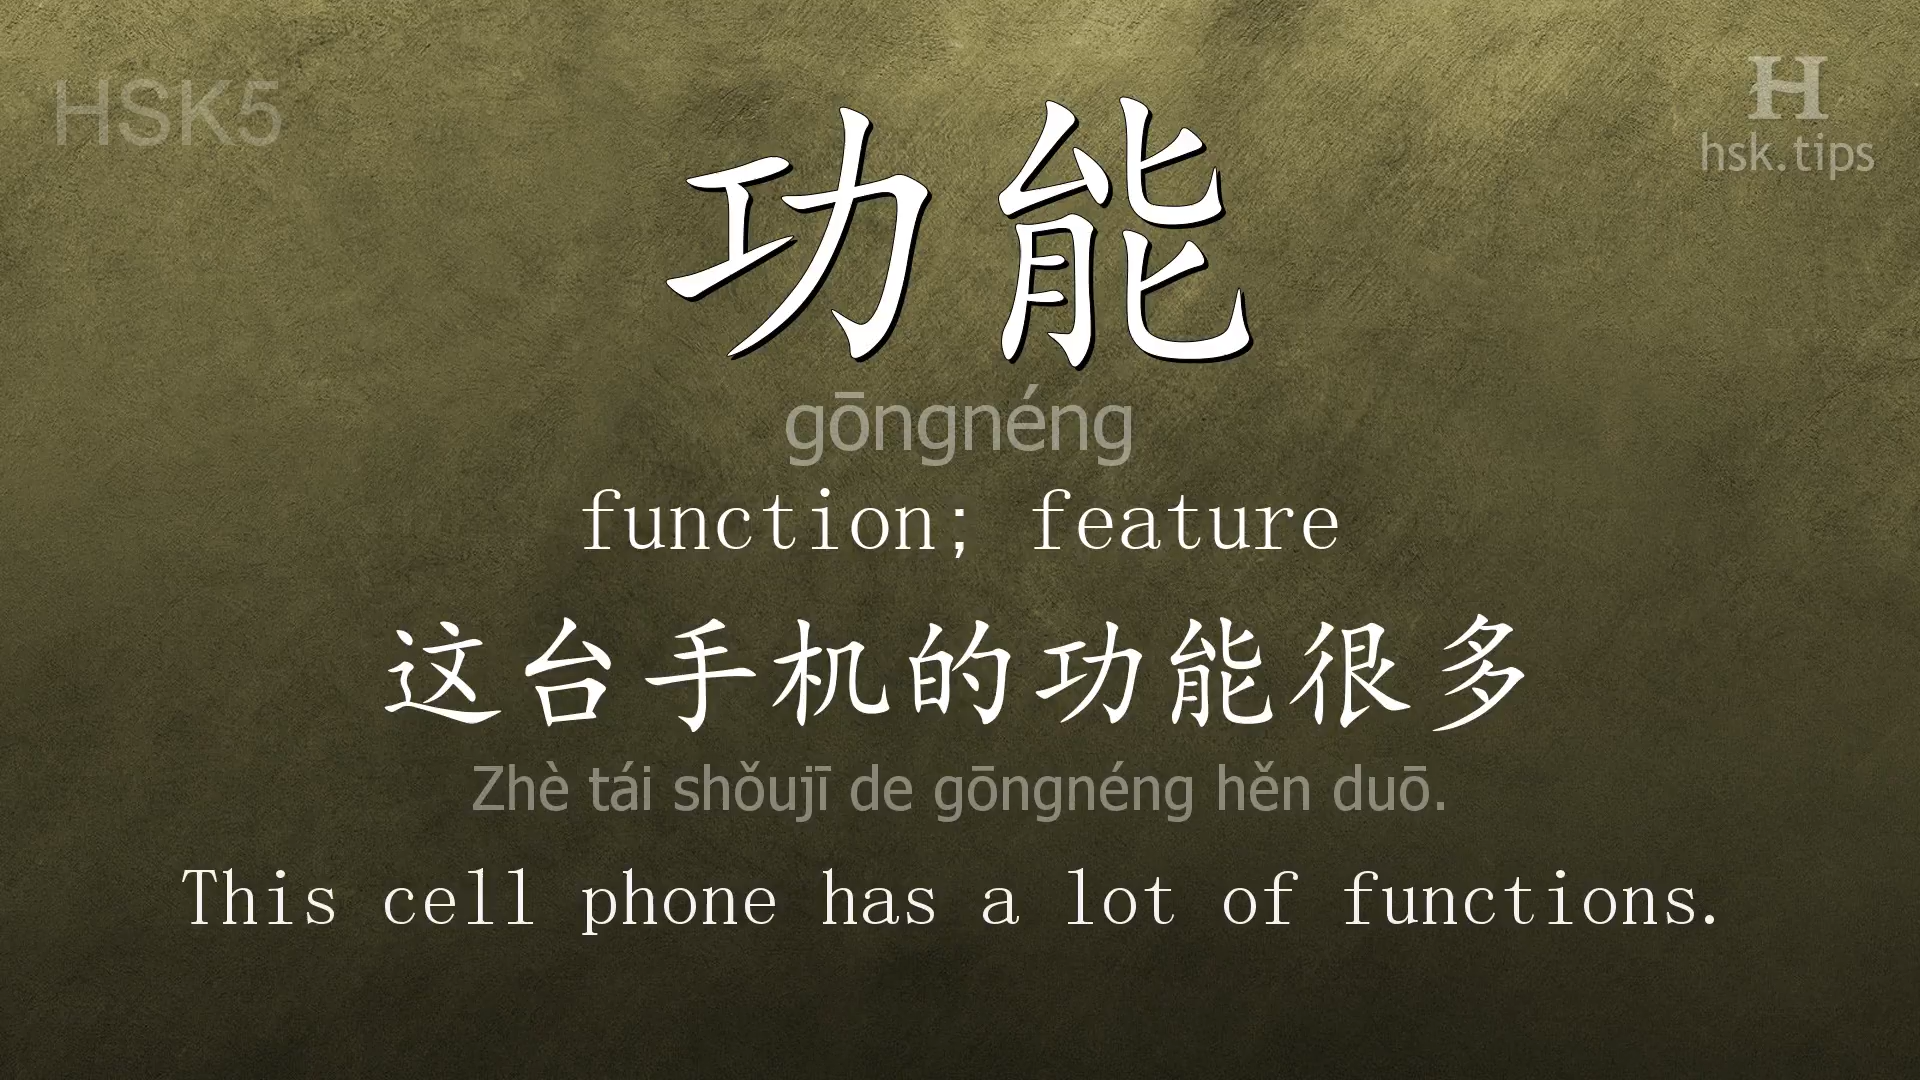 HSK5
H
hsk.tips
功能
gōngnéng
function; feature
这台手机的功能很多
Zhè tái shǒujī de gōngnéng hěn duō.
This cell phone has a lot of functions.